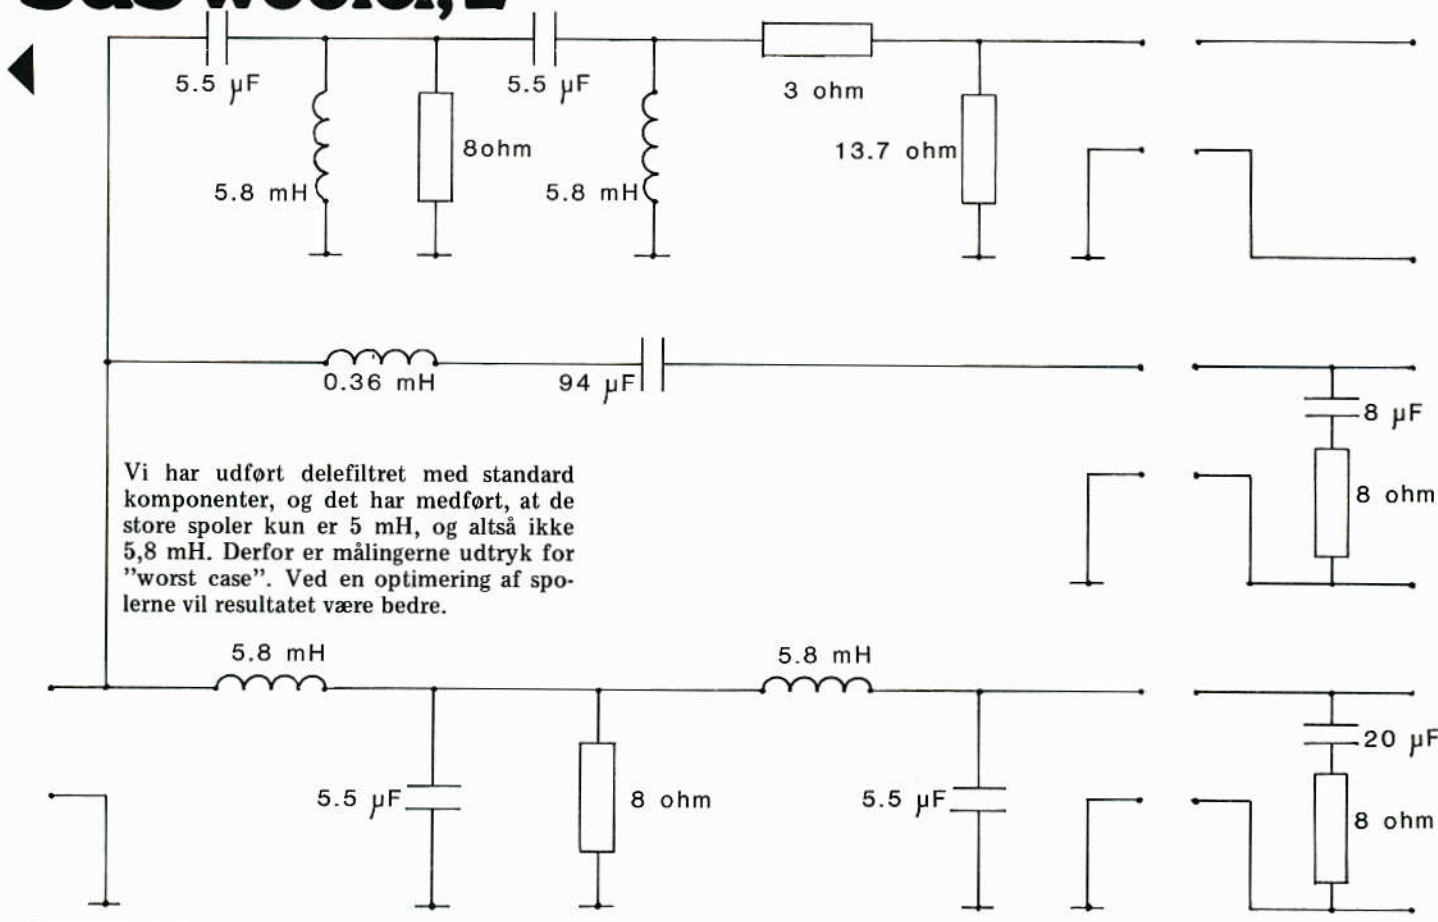 5.5 µF
5.5 µF
3 ohm
8ohm
13.7 ohm
5.8 mH
5.8 mH
0.36 mH
94 µF
8 µF
8 ohm
Vi har udført delefiltret med standard
komponenter, og det har medført, at de
store spoler kun er 5 mH, og altså ikke
5,8 mH. Derfor er målingerne udtryk for
”worst case”. Ved en optimering af spo-
lerne vil resultatet være bedre.
5.8 mH
5.8 mH
20 µF
5.5 µF
8 ohm
5.5 µF
8 ohm